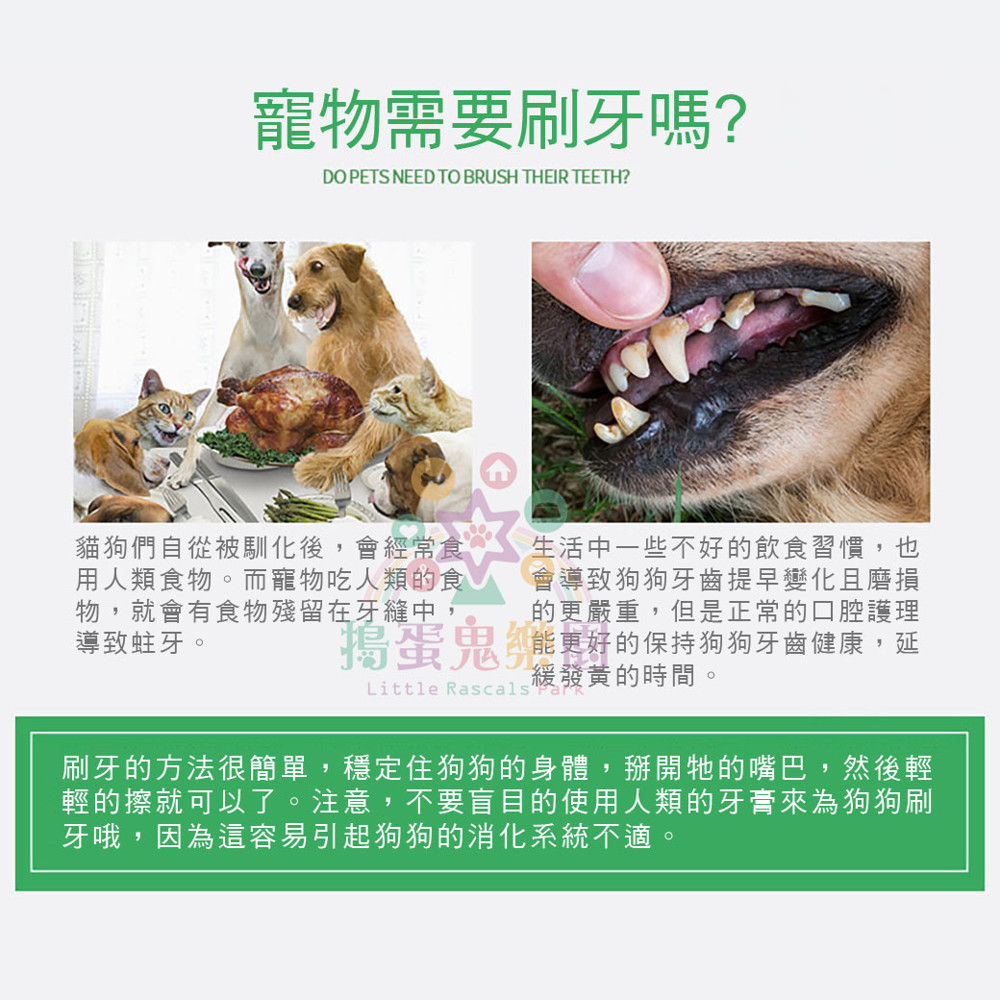 寵物需要刷牙嗎?
DO PETS NEED TO BRUSH THEIR TEETH?
貓狗們自從被馴化後，會經常食
用人類食物。而寵物吃人類的食
物，就會有食物殘留在牙縫中，
導致蛀牙。
生活中一些不好的飲食習慣，也
會導致狗狗牙齒提早變化且磨損
的更嚴重，但是正常的口腔護理
能更好的保持狗狗牙齒健康，延
緩發黃的時間。
搗蛋鬼樂園
Little Rascals Park
刷牙的方法很簡單，穩定住狗狗的身體，掰開牠的嘴巴，然後輕
輕的擦就可以了。注意，不要盲目的使用人類的牙膏來為狗狗刷
牙哦，因為這容易引起狗狗的消化系統不適。